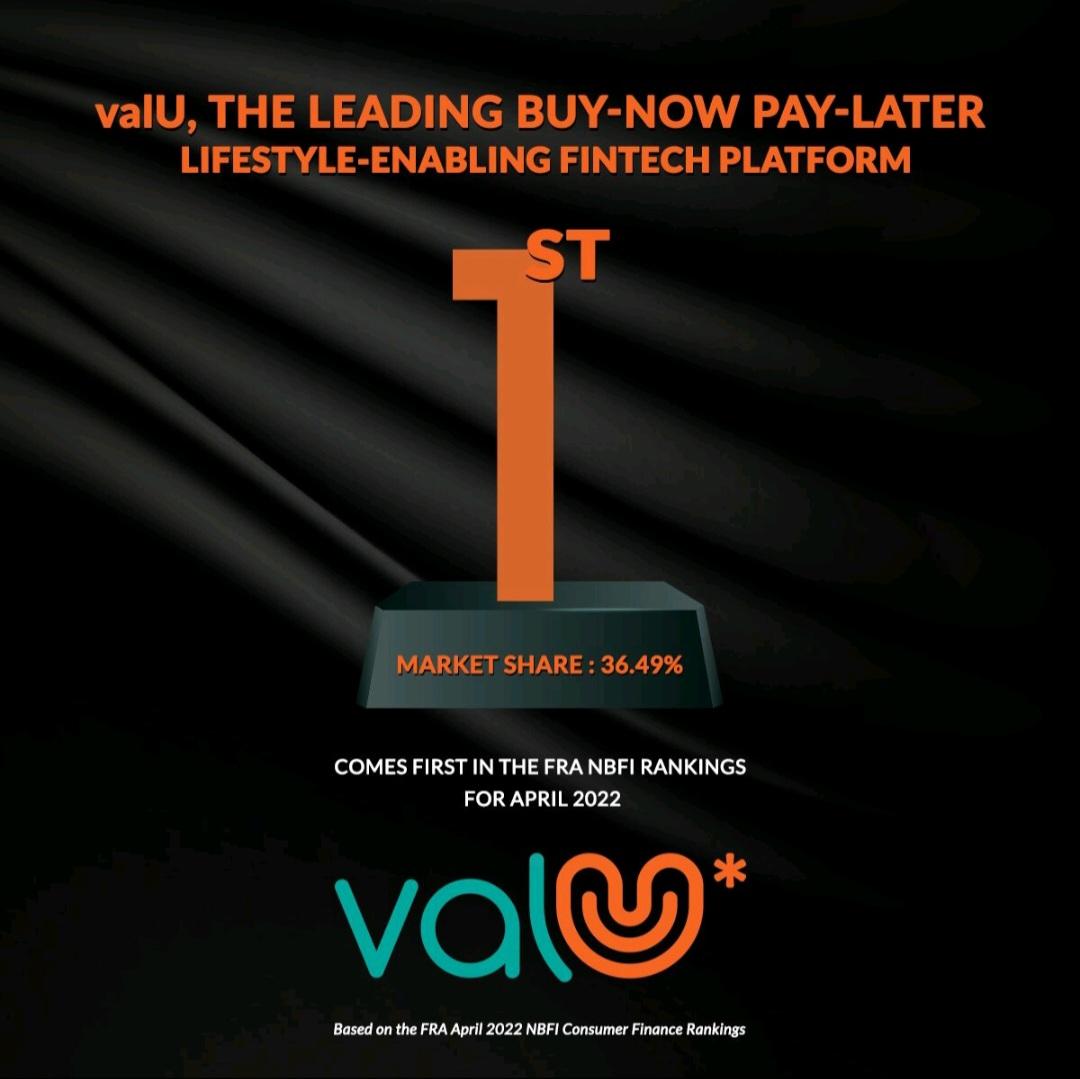 valU, THE LEADING BUY-NOW PAY-LATER
LIFESTYLE-ENABLING FINTECH PLATFORM
1ST
MARKET SHARE : 36.49%
COMES FIRST IN THE FRA NBFI RANKINGS
FOR APRIL 2022
valU*
Based on the FRA April 2022 NBFI Consumer Finance Rankings